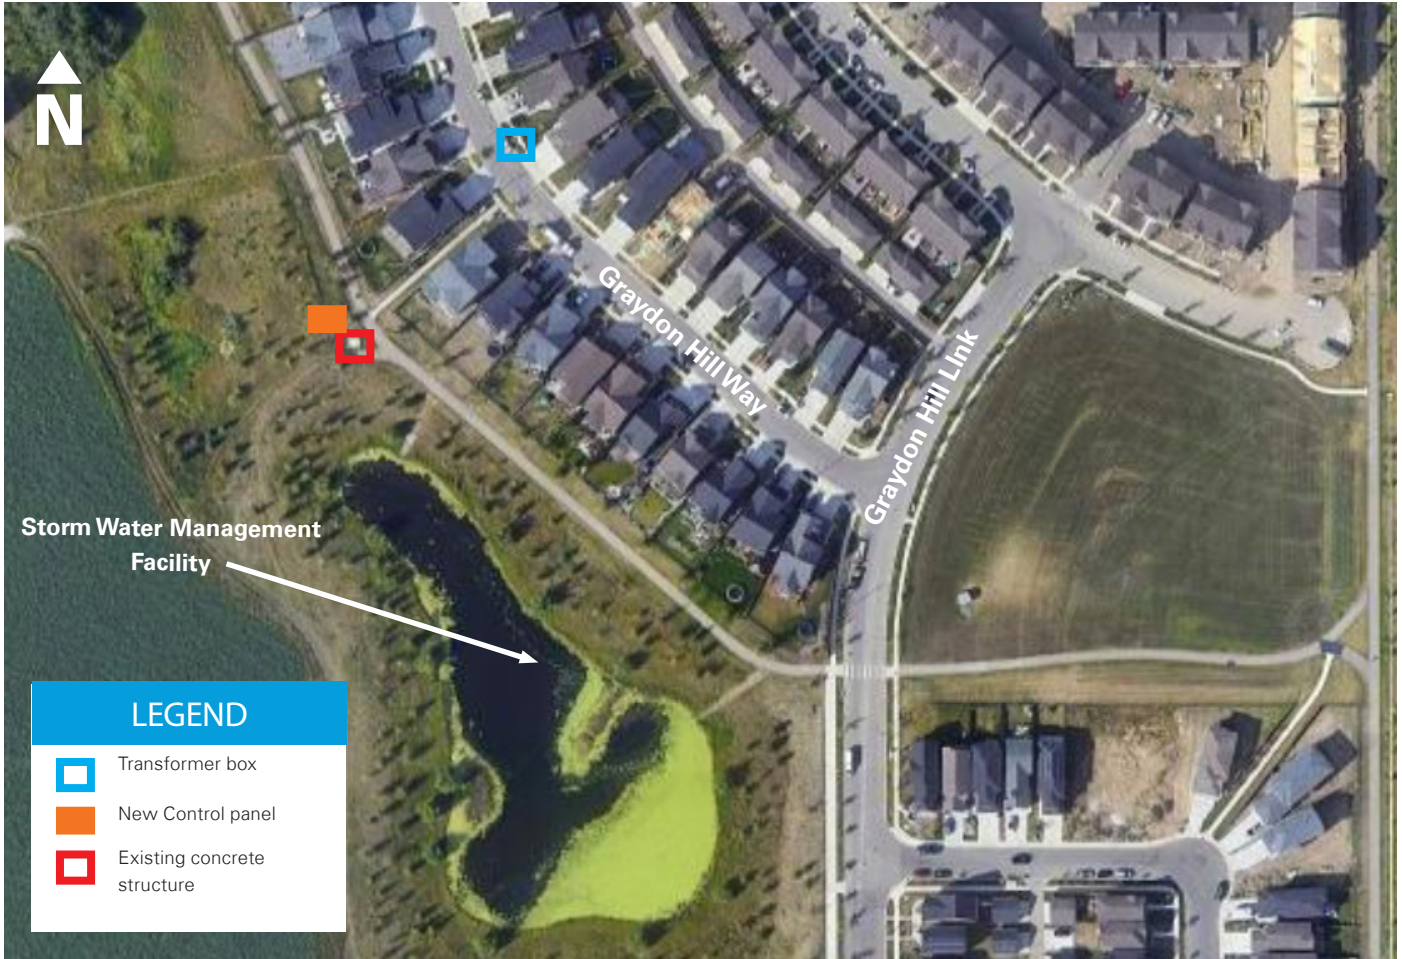 N
Graydon Hill Way
Graydon Hill LInk
Storm Water Management
Facility
LEGEND
Transformer box
New Control panel
Existing concrete
structure